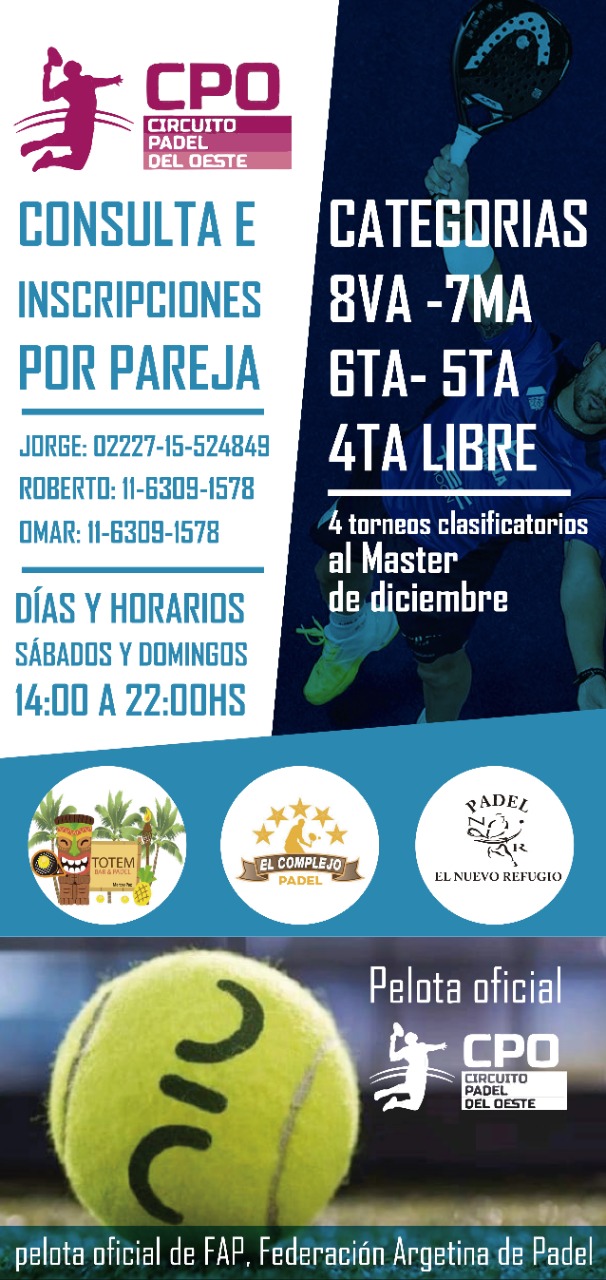 CPO
CIRCUITO
PADEL
DEL OESTE
CONSULTA E
INSCRIPCIONES
POR PAREJA
JORGE: 02227-15-524849
ROBERTO: 11-6309-1578
OMAR: 11-6309-1578
DÍAS Y HORARIOS
SÁBADOS Y DOMINGOS
14:00 A 22:00HS
CATEGORIAS
8VA -7MA
6TA- 5TA
4TA LIBRE
4 torneos clasificatorios
al Master
de diciembre
TOTEM
BAR & PADEL
EL COMPLEJO
PADEL
PADEL
EL NUEVO REFUGIO
Pelota oficial
CPO
CIRCUITO
PADEL
DEL OESTE
pelota oficial de FAP, Federación Argetina de Padel